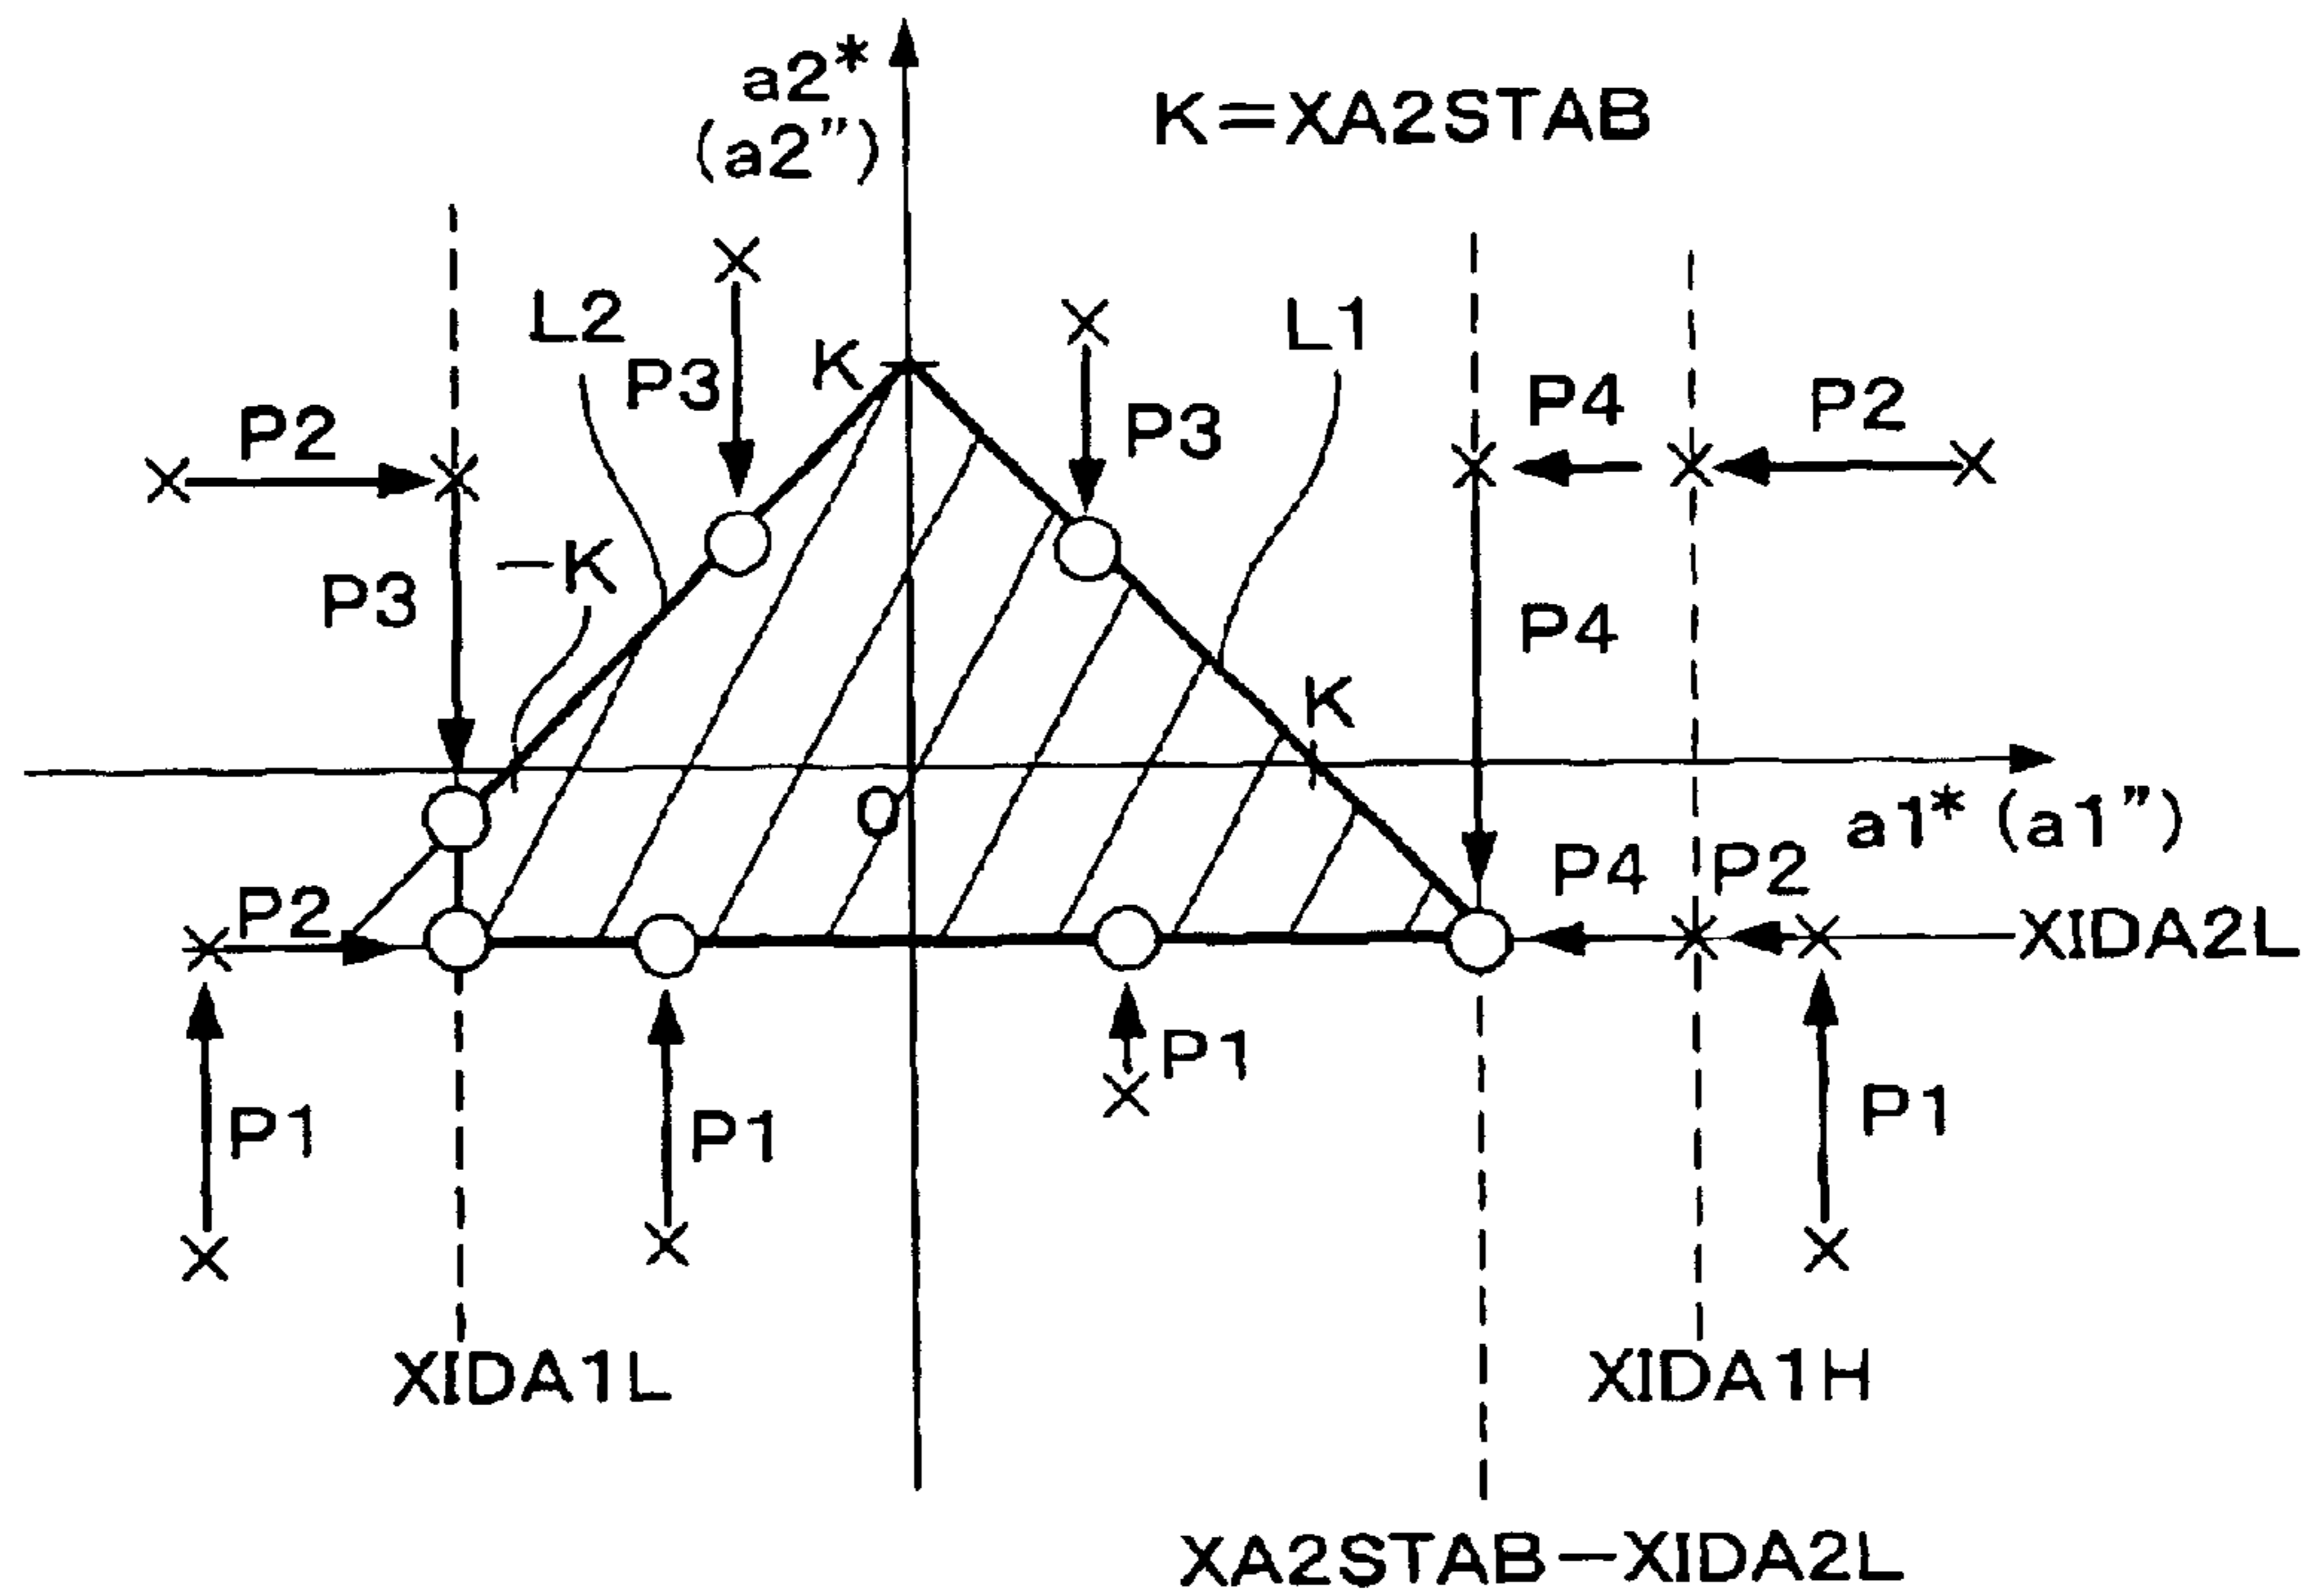 a2*
(a2”)
K=XA2STAB
L2
L1
P3
K
P3
P4
P2
P2
-K
P3
P4
K
0
a1* (a1”)
P2
P4
P2
XIDA2L
P1
P1
P1
P1
XIDA1L
XIDA1H
XA2STAB-XIDA2L